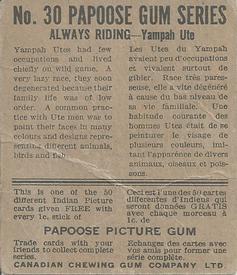 No. 30 PAPOOSE GUM SERIES
ALWAYS RIDING—Yampah Ute
Yampah Utes had few
occupations and lived
chiefly on wild game. A
very lazy race, they soon
degenerated because their
family life was of low
order. A common prac-
tice with Ute men was to
paint their faces in many
colours and designs repres-
enting different animals,
birds and fish.
Les Utes du Yampah
avaient peu d'occupations
et vivaient surtout de
gibier. Race très pares-
seuse, elle a vite dégénéré
à cause du bas niveau de
sa vie familiale. Une
habitude courante des
hommes Utes était de se
peinturer le visage de
plusieurs couleurs, imi-
tant l'apparence de divers
animaux, oiseaux et pois-
sons.
This is one of the 50
different Indian Picture
cards given FREE with
every 1c. stick of
Ceci est l'une des 50 cartes
différentes d'Indiens qui
seront données GRATIS
avec chaque morceau à
1c. de
PAPOOSE PICTURE GUM
Trade cards with your
friends to collect complete
series.
Echangez des cartes avec
vos amis pour former une
série complète.
CANADIAN CHEWING GUM COMPANY LTD